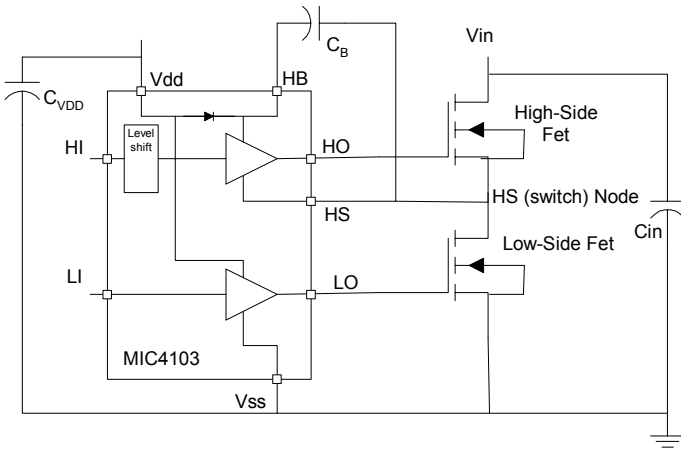 C_B
Vin
Vdd
HB
C_VDD
High-Side
Fet
Level
shift
HI
HO
HS
HS (switch) Node
Cin
Low-Side Fet
LI
LO
MIC4103
Vss